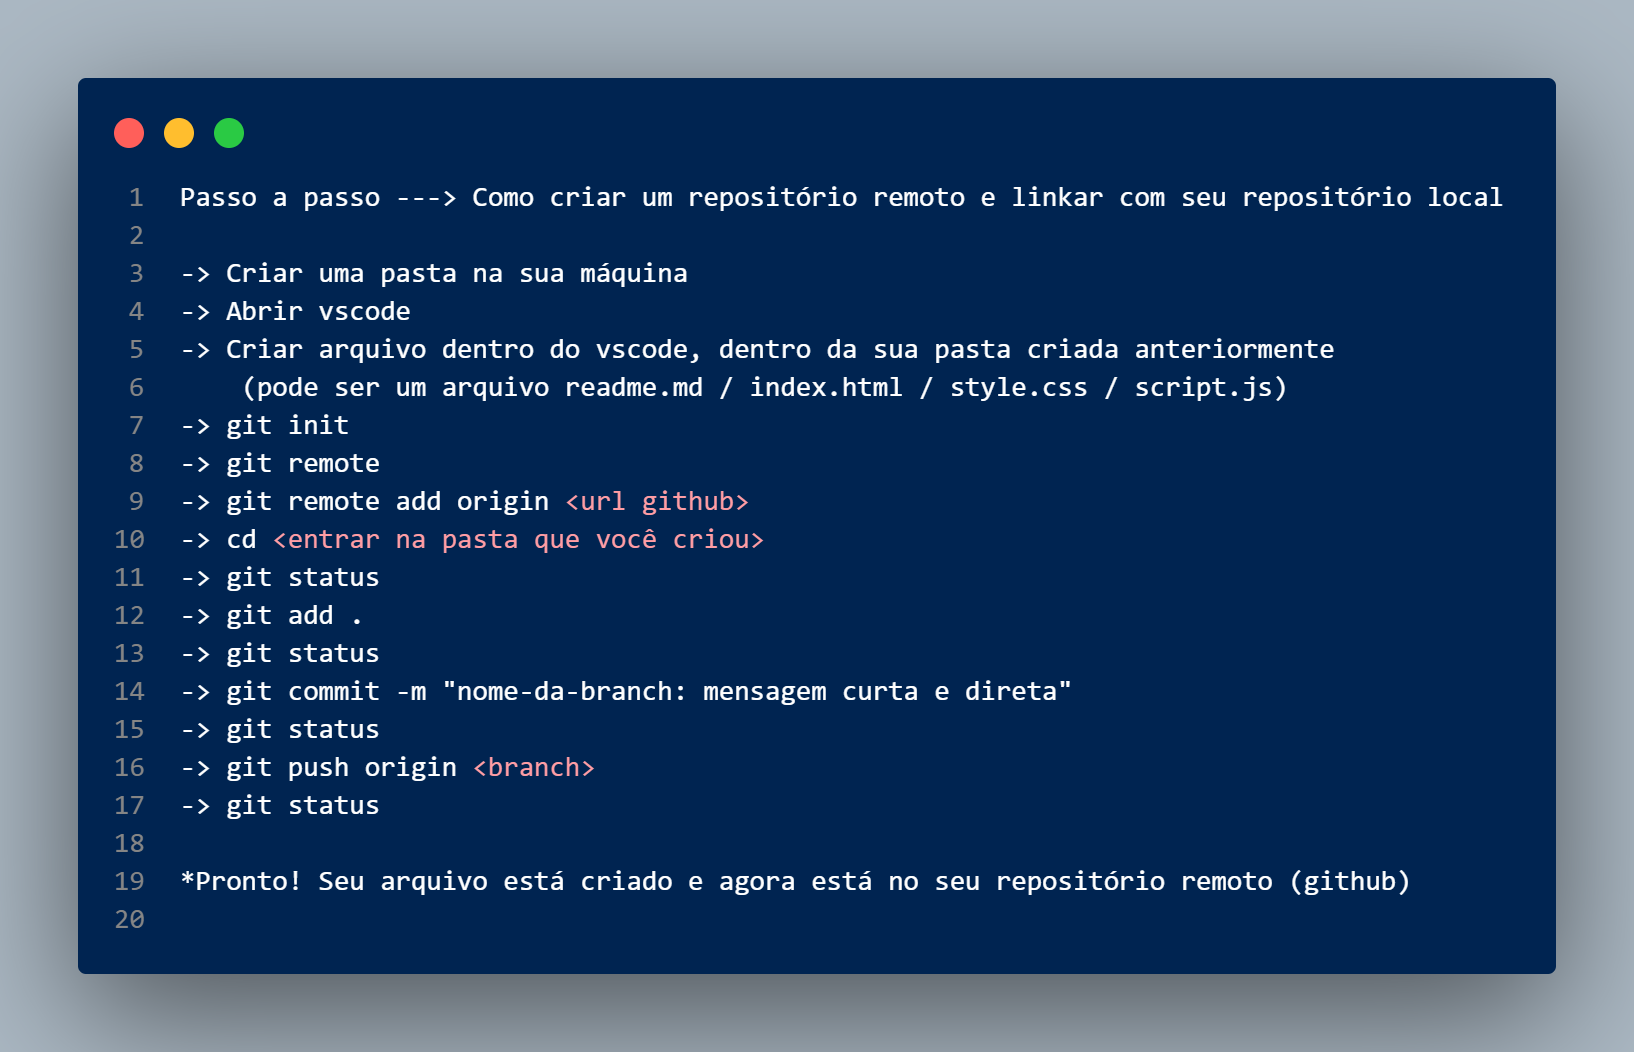 1 Passo a passo ---> Como criar um repositório remoto e linkar com seu repositório local
2
3 -> Criar uma pasta na sua máquina
4 -> Abrir vscode
5 -> Criar arquivo dentro do vscode, dentro da sua pasta criada anteriormente
6 (pode ser um arquivo readme.md / index.html / style.css / script.js)
7 -> git init
8 -> git remote
9 -> git remote add origin <url github>
10 -> cd <entrar na pasta que você criou>
11 -> git status
12 -> git add .
13 -> git status
14 -> git commit -m "nome-da-branch: mensagem curta e direta"
15 -> git status
16 -> git push origin <branch>
17 -> git status
18
19 *Pronto! Seu arquivo está criado e agora está no seu repositório remoto (github)
20